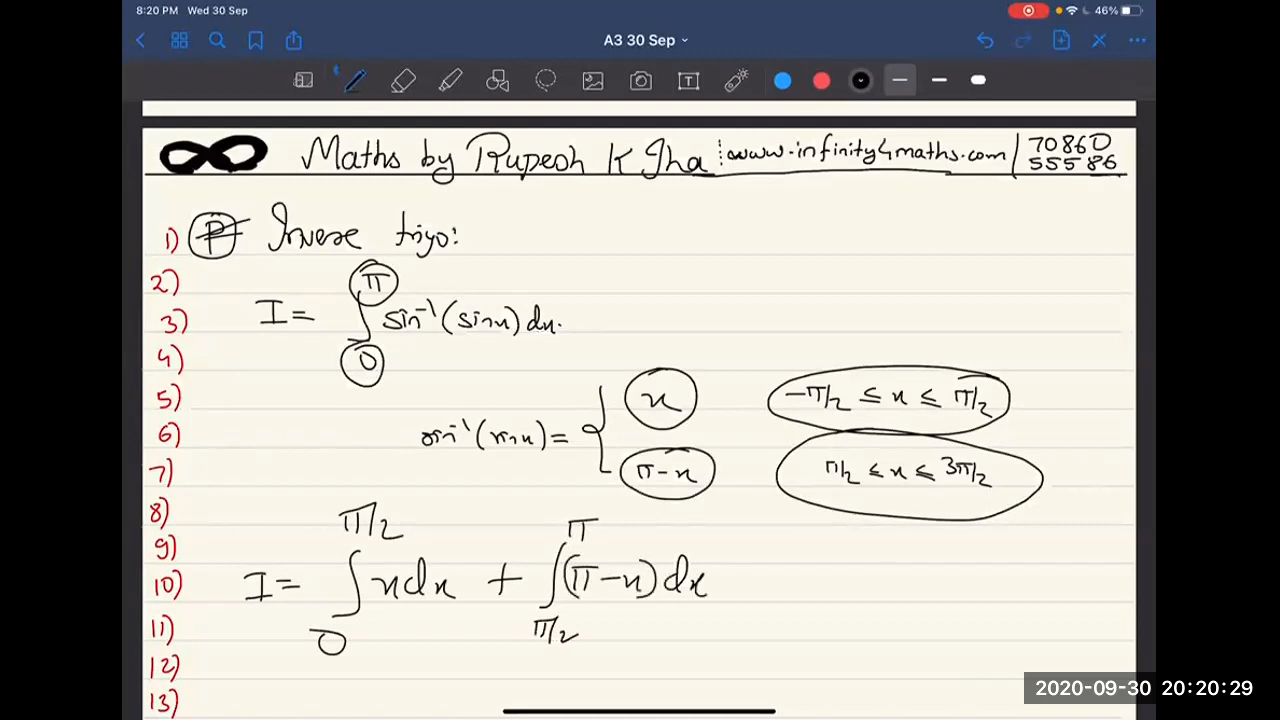 8:20 PM Wed 30 Sep
46%
A3 30 Sep
Maths by Rupesh K Jha www.infinity4maths.com 70860 55586
1) P Inverse trigo:
2)
3) I = ∫₀^π sin⁻¹(sinx) dx.
4)
5) x -π/2 ≤ x ≤ π/2
6) sin⁻¹(sinx) = {
7) π-x π/2 ≤ x ≤ 3π/2
8)
9)
10) I = ∫₀^π/2 x dx + ∫π/2^π (π-x) dx
11)
12)
13)
2020-09-30 20:20:29